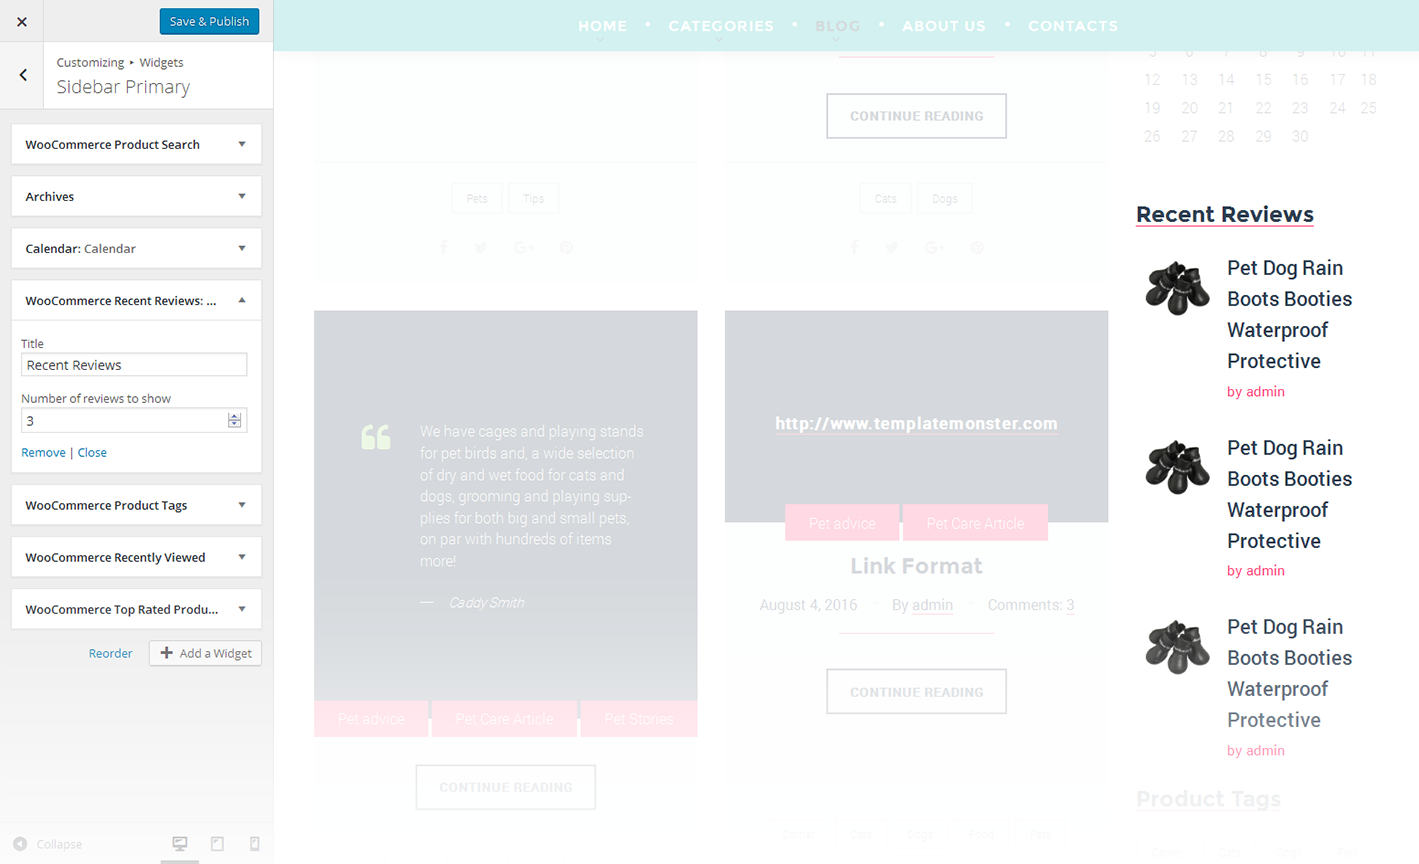 Save & Publish
Customizing ▸ Widgets
Sidebar Primary
WooCommerce Product Search
Archives
Calendar: Calendar
WooCommerce Recent Reviews: ...
Title
Recent Reviews
Number of reviews to show
3
Remove | Close
WooCommerce Product Tags
WooCommerce Recently Viewed
WooCommerce Top Rated Produ...
Reorder
Add a Widget
Collapse
HOME • CATEGORIES • BLOG • ABOUT US • CONTACTS
Pets Tips
We have cages and playing stands
for pet birds and, a wide selection
of dry and wet food for cats and
dogs, grooming and playing sup-
plies for both big and small pets,
on par with hundreds of items
more!
— Caddy Smith
Pet advice Pet Care Article Pet Stories
CONTINUE READING
CONTINUE READING
Cats Dogs
http://www.templatemonster.com
Pet advice Pet Care Article
Link Format
August 4, 2016 By admin Comments: 3
CONTINUE READING
Cats Dogs Food Pets
5 6 7 8 9 10 11
12 13 14 15 16 17 18
19 20 21 22 23 24 25
26 27 28 29 30
Recent Reviews
Pet Dog Rain
Boots Booties
Waterproof
Protective
by admin
Pet Dog Rain
Boots Booties
Waterproof
Protective
by admin
Pet Dog Rain
Boots Booties
Waterproof
Protective
by admin
Product Tags